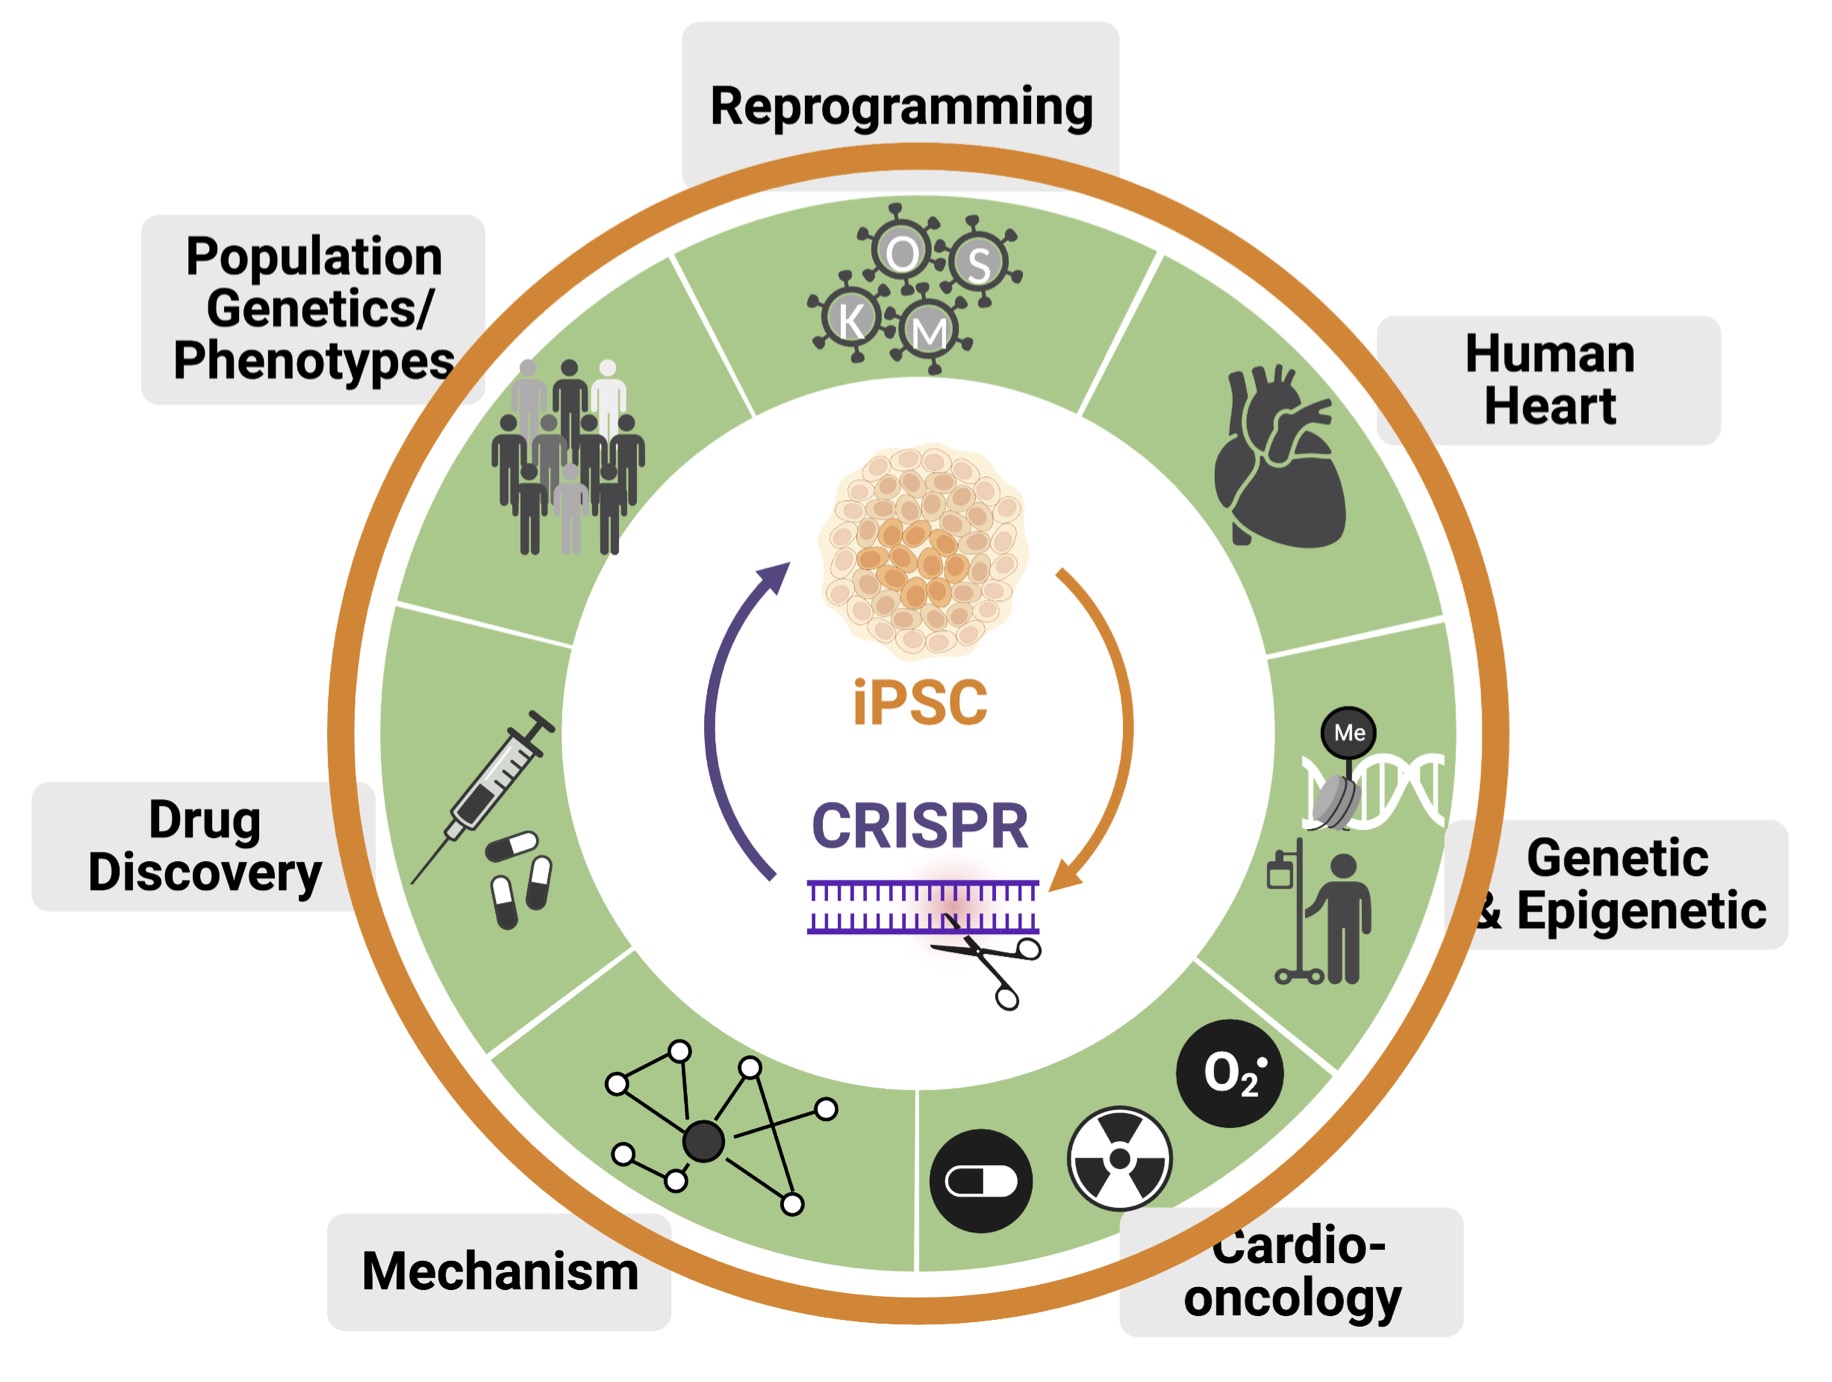 Reprogramming
Population
Genetics/
Phenotypes
O
S
K
M
Human
Heart
iPSC
Me
CRISPR
Drug
Discovery
Genetic
& Epigenetic
O₂•
Mechanism
Cardio-
oncology